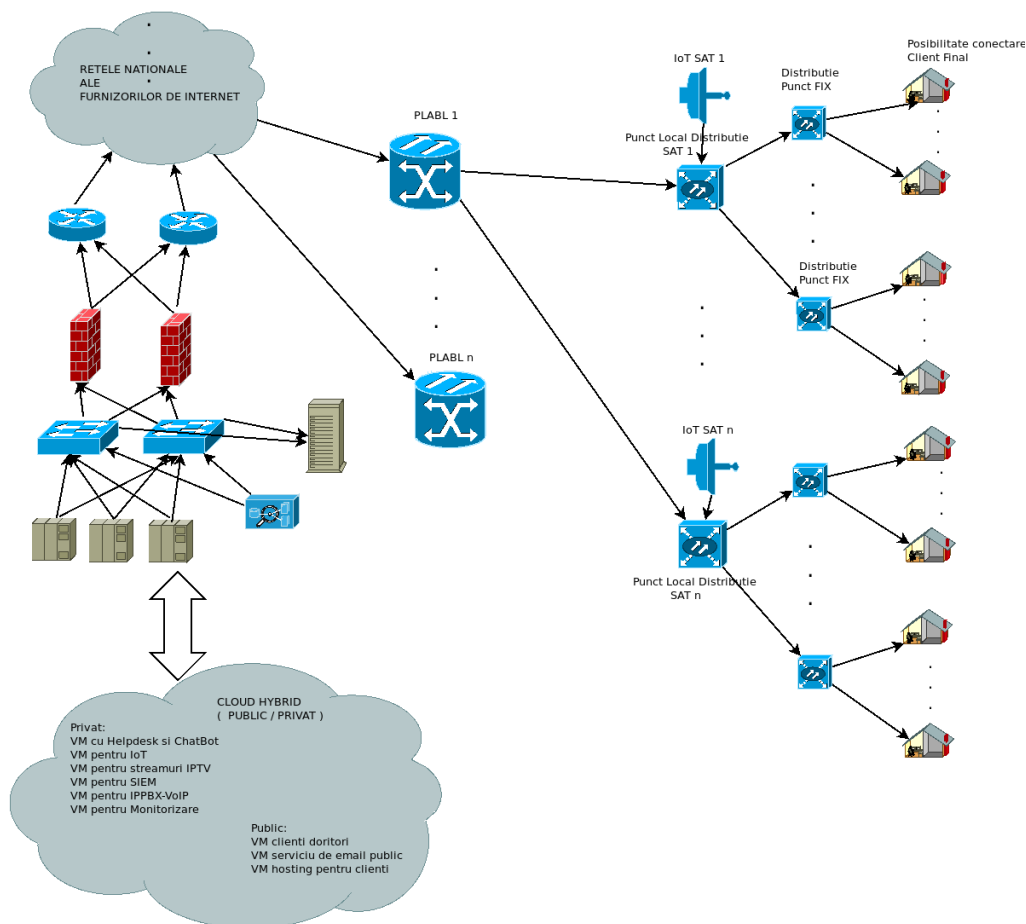 RETELE NATIONALE
ALE
FURNIZORILOR DE INTERNET
PLABL 1
IoT SAT 1
Distributie
Punct FIX
Posibilitate conectare
Client Final
Punct Local Distributie
SAT 1
Distributie
Punct FIX
PLABL n
IoT SAT n
Punct Local Distributie
SAT n
CLOUD HYBRID
( PUBLIC / PRIVAT )
Privat:
VM cu Helpdesk si ChatBot
VM pentru IoT
VM pentru streamuri IPTV
VM pentru SIEM
VM pentru IPPBX-VoIP
VM pentru Monitorizare
Public:
VM clienti doritori
VM serviciu de email public
VM hosting pentru clienti